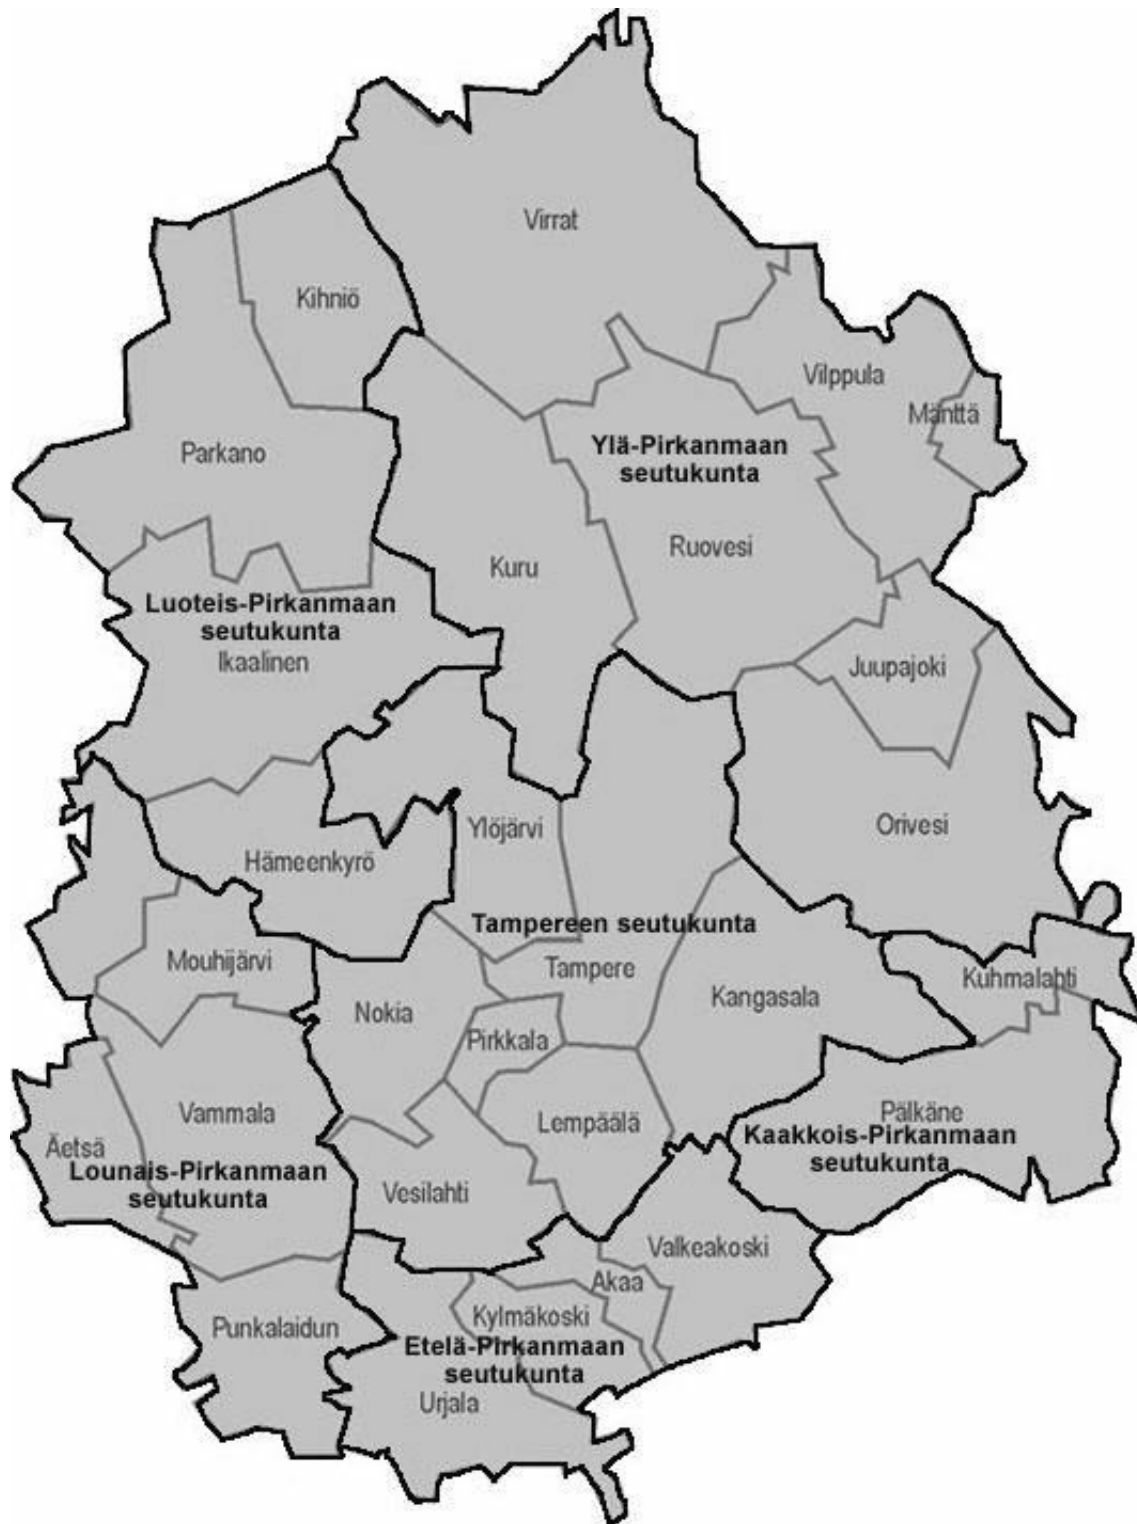 Virrat
Kihniö
Vilppula
Mänttä
Parkano
Ylä-Pirkanmaan
seutukunta
Ruovesi
Kuru
Luoteis-Pirkanmaan
seutukunta
Ikaalinen
Juupajoki
Orivesi
Ylöjärvi
Hämeenkyrö
Tampereen seutukunta
Mouhijärvi
Tampere
Kuhmalahti
Kangasala
Nokia
Pirkkala
Vammala
Lempäälä
Pälkäne
Kaakkois-Pirkanmaan
seutukunta
Äetsä
Lounais-Pirkanmaan
seutukunta
Vesilahti
Valkeakoski
Akaa
Kylmäkoski
Punkalaidun
Etelä-Pirkanmaan
seutukunta
Urjala